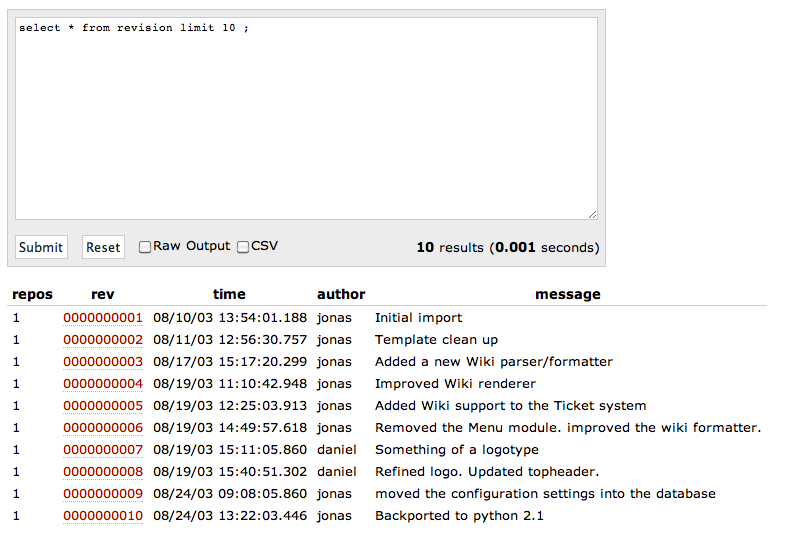 select * from revision limit 10 ;
Submit Reset Raw Output CSV 10 results (0.001 seconds)
repos rev time author message
1 0000000001 08/10/03 13:54:01.188 jonas Initial import
1 0000000002 08/11/03 12:56:30.757 jonas Template clean up
1 0000000003 08/17/03 15:17:20.299 jonas Added a new Wiki parser/formatter
1 0000000004 08/19/03 11:10:42.948 jonas Improved Wiki renderer
1 0000000005 08/19/03 12:25:03.913 jonas Added Wiki support to the Ticket system
1 0000000006 08/19/03 14:49:57.618 jonas Removed the Menu module. improved the wiki formatter.
1 0000000007 08/19/03 15:11:05.860 daniel Something of a logotype
1 0000000008 08/19/03 15:40:51.302 daniel Refined logo. Updated topheader.
1 0000000009 08/24/03 09:08:05.860 jonas moved the configuration settings into the database
1 0000000010 08/24/03 13:22:03.446 jonas Backported to python 2.1